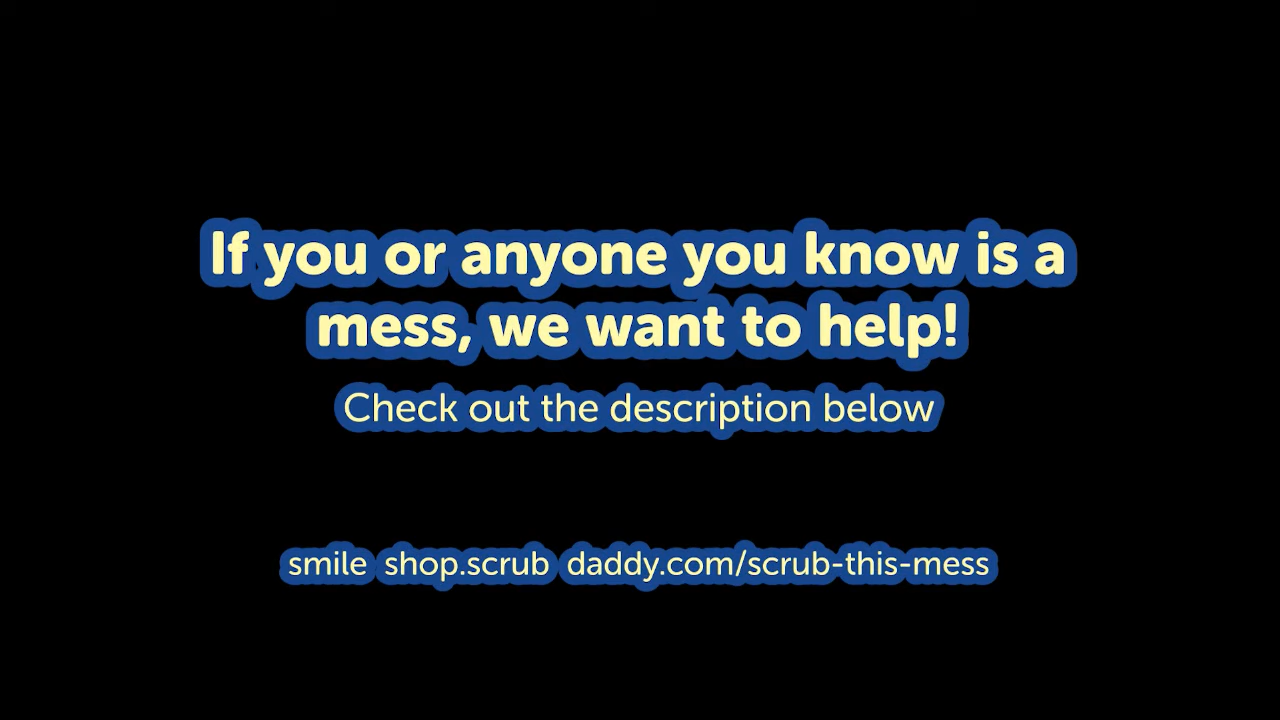 If you or anyone you know is a
mess, we want to help!
Check out the description below
smile shop.scrub daddy.com/scrub-this-mess